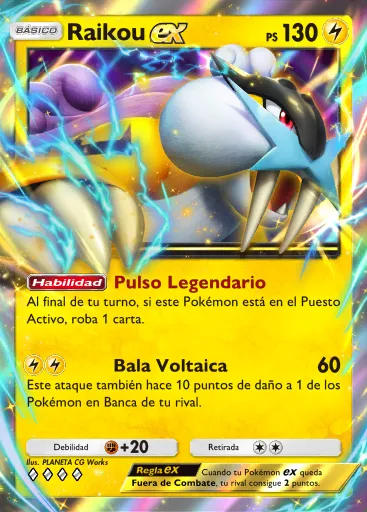 BÁSICO Raikou ex PS 130
Habilidad Pulso Legendario
Al final de tu turno, si este Pokémon está en el Puesto
Activo, roba 1 carta.
Bala Voltaica 60
Este ataque también hace 10 puntos de daño a 1 de los
Pokémon en Banca de tu rival.
Debilidad +20 Retirada
Ilus. PLANETA CG Works
Regla ex Cuando tu Pokémon ex queda
Fuera de Combate, tu rival consigue 2 puntos.